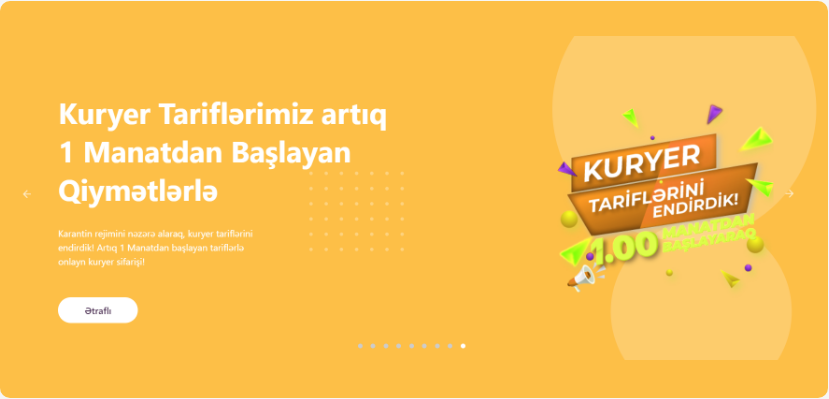 Kuryer Tariflərimiz artıq
1 Manatdan Başlayan
Qiymətlərlə
Karantin rejimini nəzərə alaraq, kuryer tariflərini
endirdik! Artıq 1 Manatdan başlayan tariflərlə
onlayn kuryer sifarişi!
Ətraflı
KURYER
TARİFLƏRİNİ
ENDİRDİK!
1.00
MANATDAN
BAŞLAYARAQ